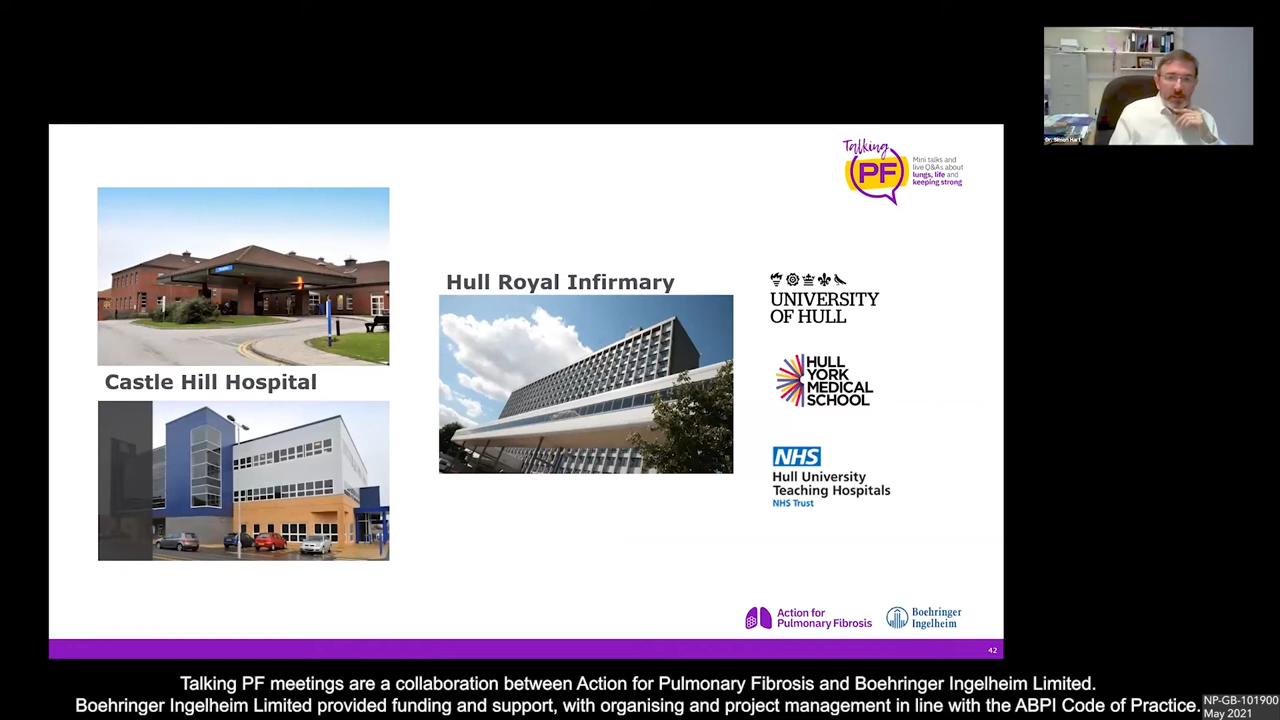 Dr. Simon Hart
Talking
PF
Mini talks and
live Q&As about
lungs, life and
keeping strong
Castle Hill Hospital
Hull Royal Infirmary
UNIVERSITY
OF HULL
HULL
YORK
MEDICAL
SCHOOL
NHS
Hull University
Teaching Hospitals
NHS Trust
Action for
Pulmonary Fibrosis
Boehringer
Ingelheim
42
Talking PF meetings are a collaboration between Action for Pulmonary Fibrosis and Boehringer Ingelheim Limited.
Boehringer Ingelheim Limited provided funding and support, with organising and project management in line with the ABPI Code of Practice.
NP-GB-101900
May 2021